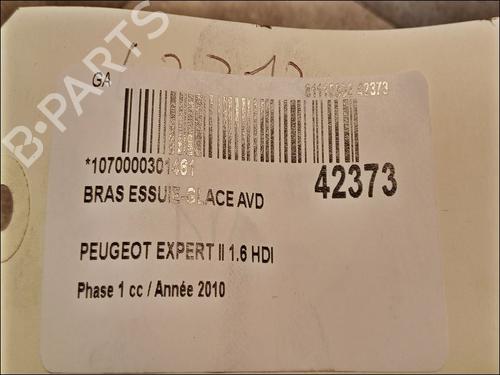 GA
42373
*1070000301461
42373
BRAS ESSUIE-GLACE AVD
PEUGEOT EXPERT II 1.6 HDI
Phase 1 cc / Année 2010
B-PARTS